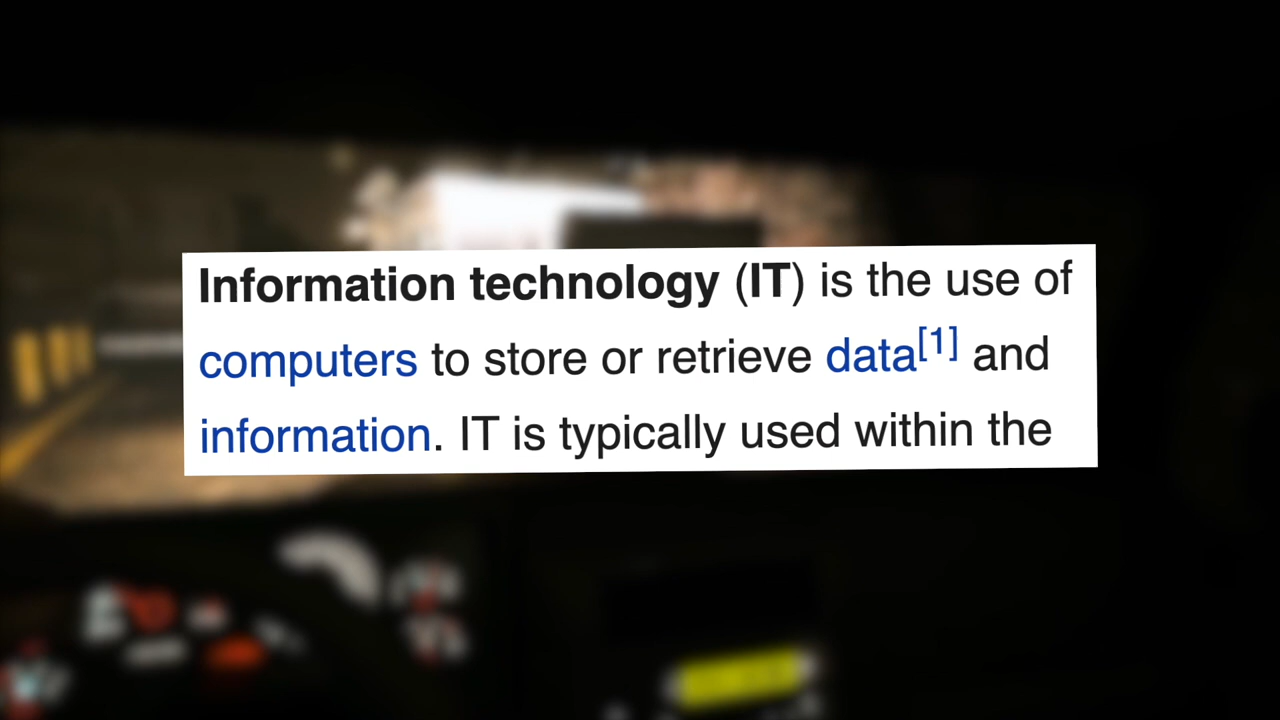 Information technology (IT) is the use of
computers to store or retrieve data[1] and
information. IT is typically used within the